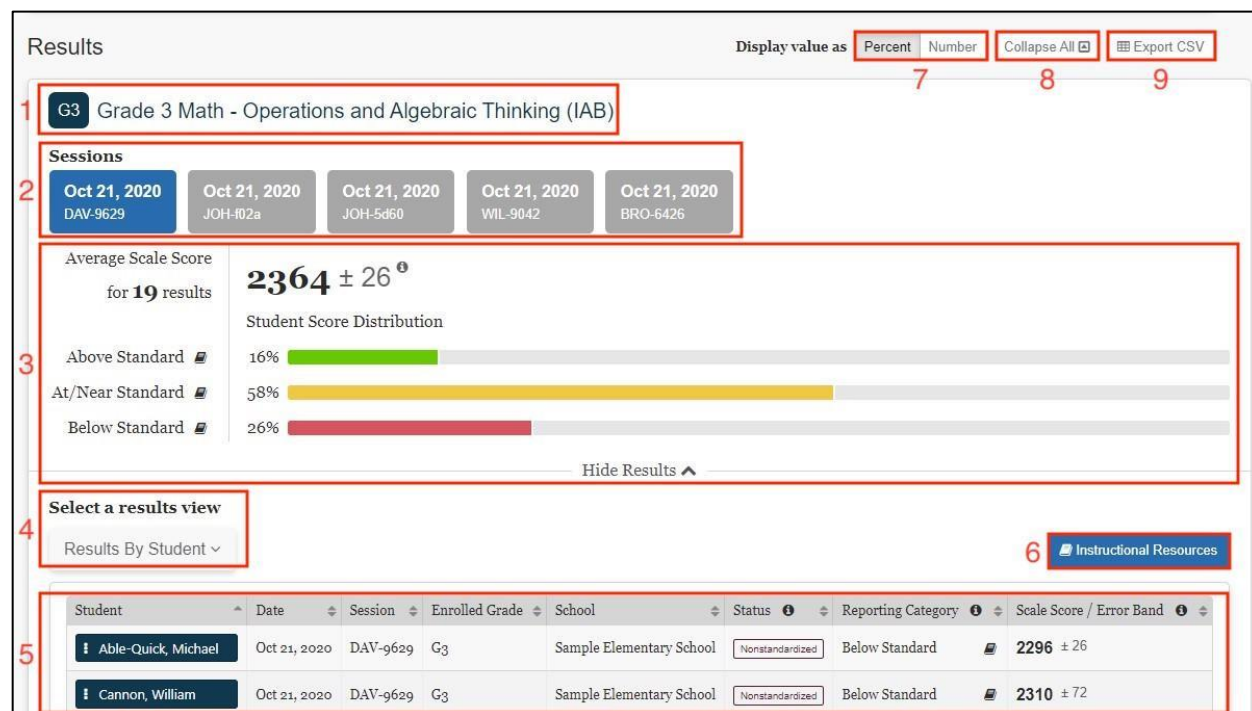 Results
Display value as Percent Number Collapse All Export CSV
7 8 9
1 G3 Grade 3 Math - Operations and Algebraic Thinking (IAB)
Sessions
2
Oct 21, 2020 Oct 21, 2020 Oct 21, 2020 Oct 21, 2020 Oct 21, 2020
DAV-9629 JOH-f02a JOH-5d60 WIL-9042 BRO-6426
Average Scale Score
for 19 results
2364 ± 26
Student Score Distribution
3
Above Standard 16%
At/Near Standard 58%
Below Standard 26%
Hide Results
Select a results view
4
Results By Student
6 Instructional Resources
Student Date Session Enrolled Grade School Status Reporting Category Scale Score / Error Band
5
Able-Quick, Michael Oct 21, 2020 DAV-9629 G3 Sample Elementary School Nonstandardized Below Standard 2296 ± 26
Cannon, William Oct 21, 2020 DAV-9629 G3 Sample Elementary School Nonstandardized Below Standard 2310 ± 72